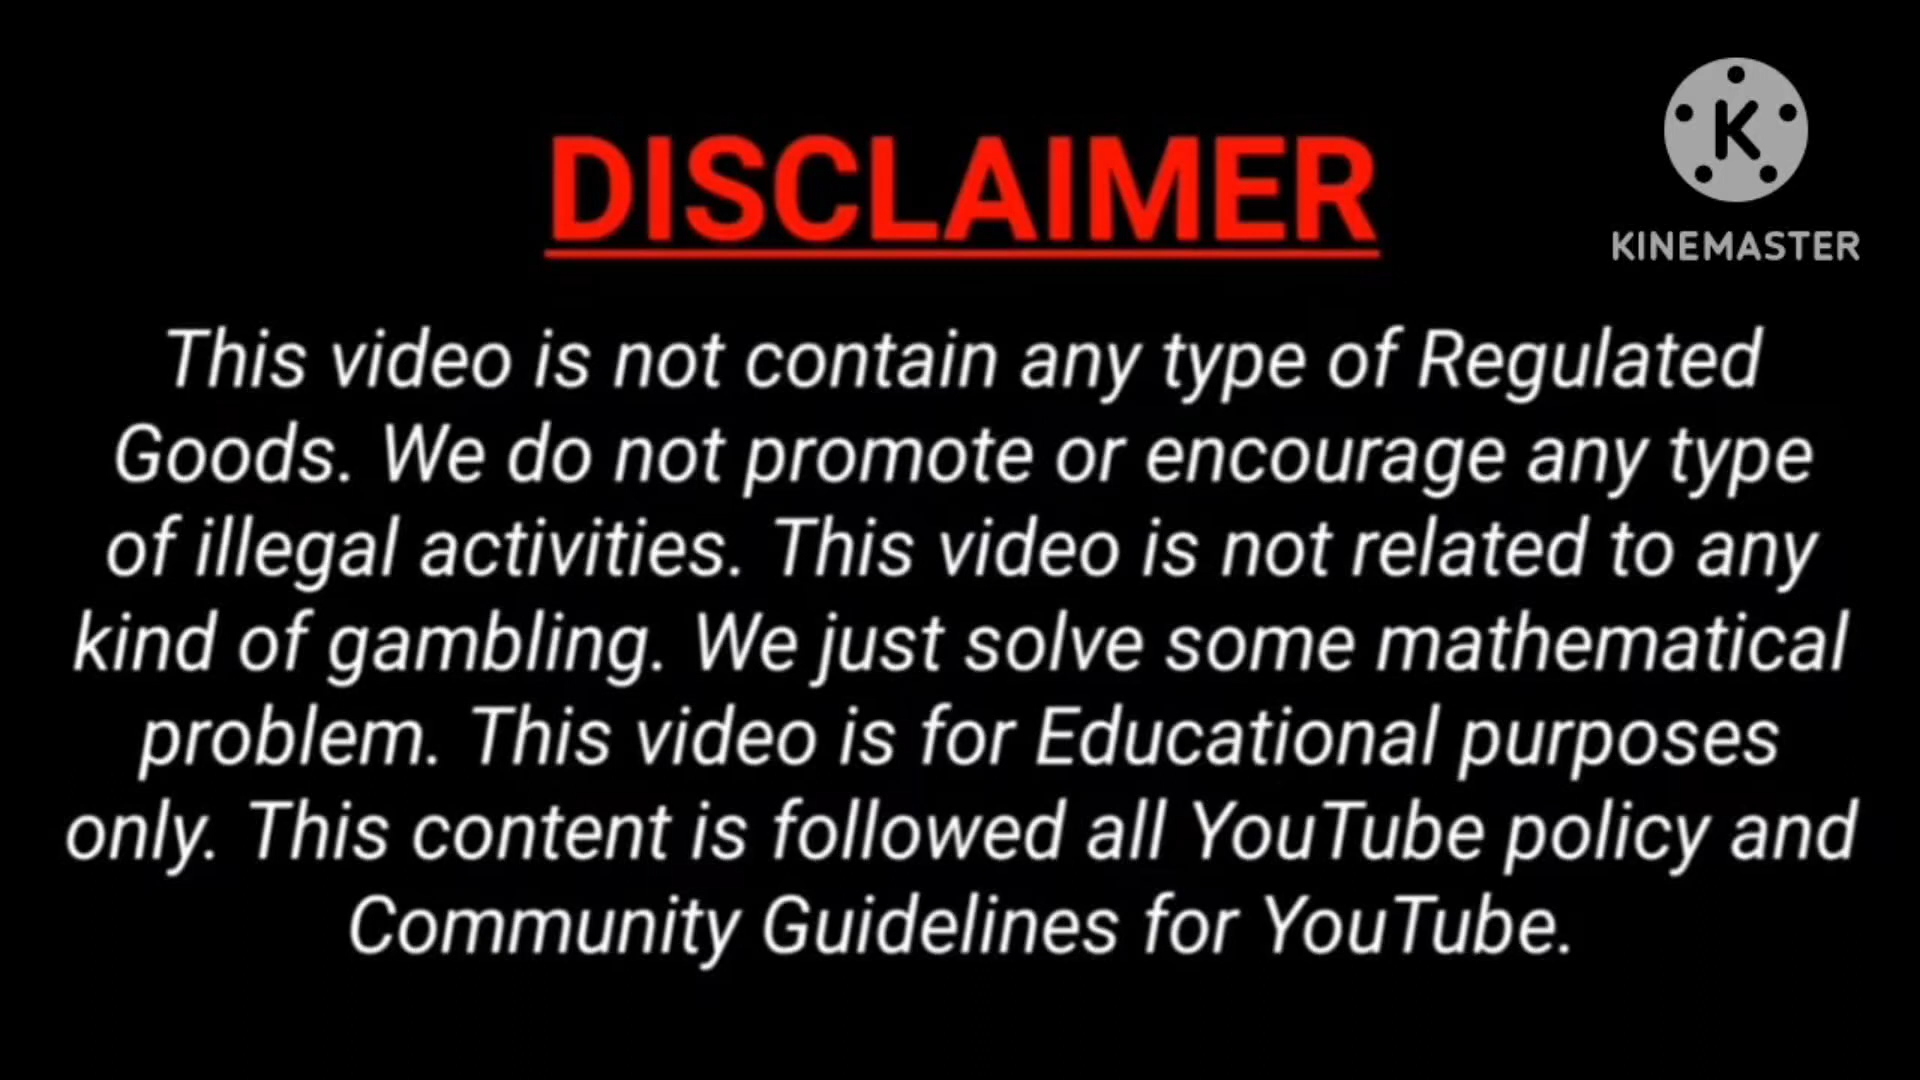 DISCLAIMER
K
KINEMASTER
This video is not contain any type of Regulated
Goods. We do not promote or encourage any type
of illegal activities. This video is not related to any
kind of gambling. We just solve some mathematical
problem. This video is for Educational purposes
only. This content is followed all YouTube policy and
Community Guidelines for YouTube.